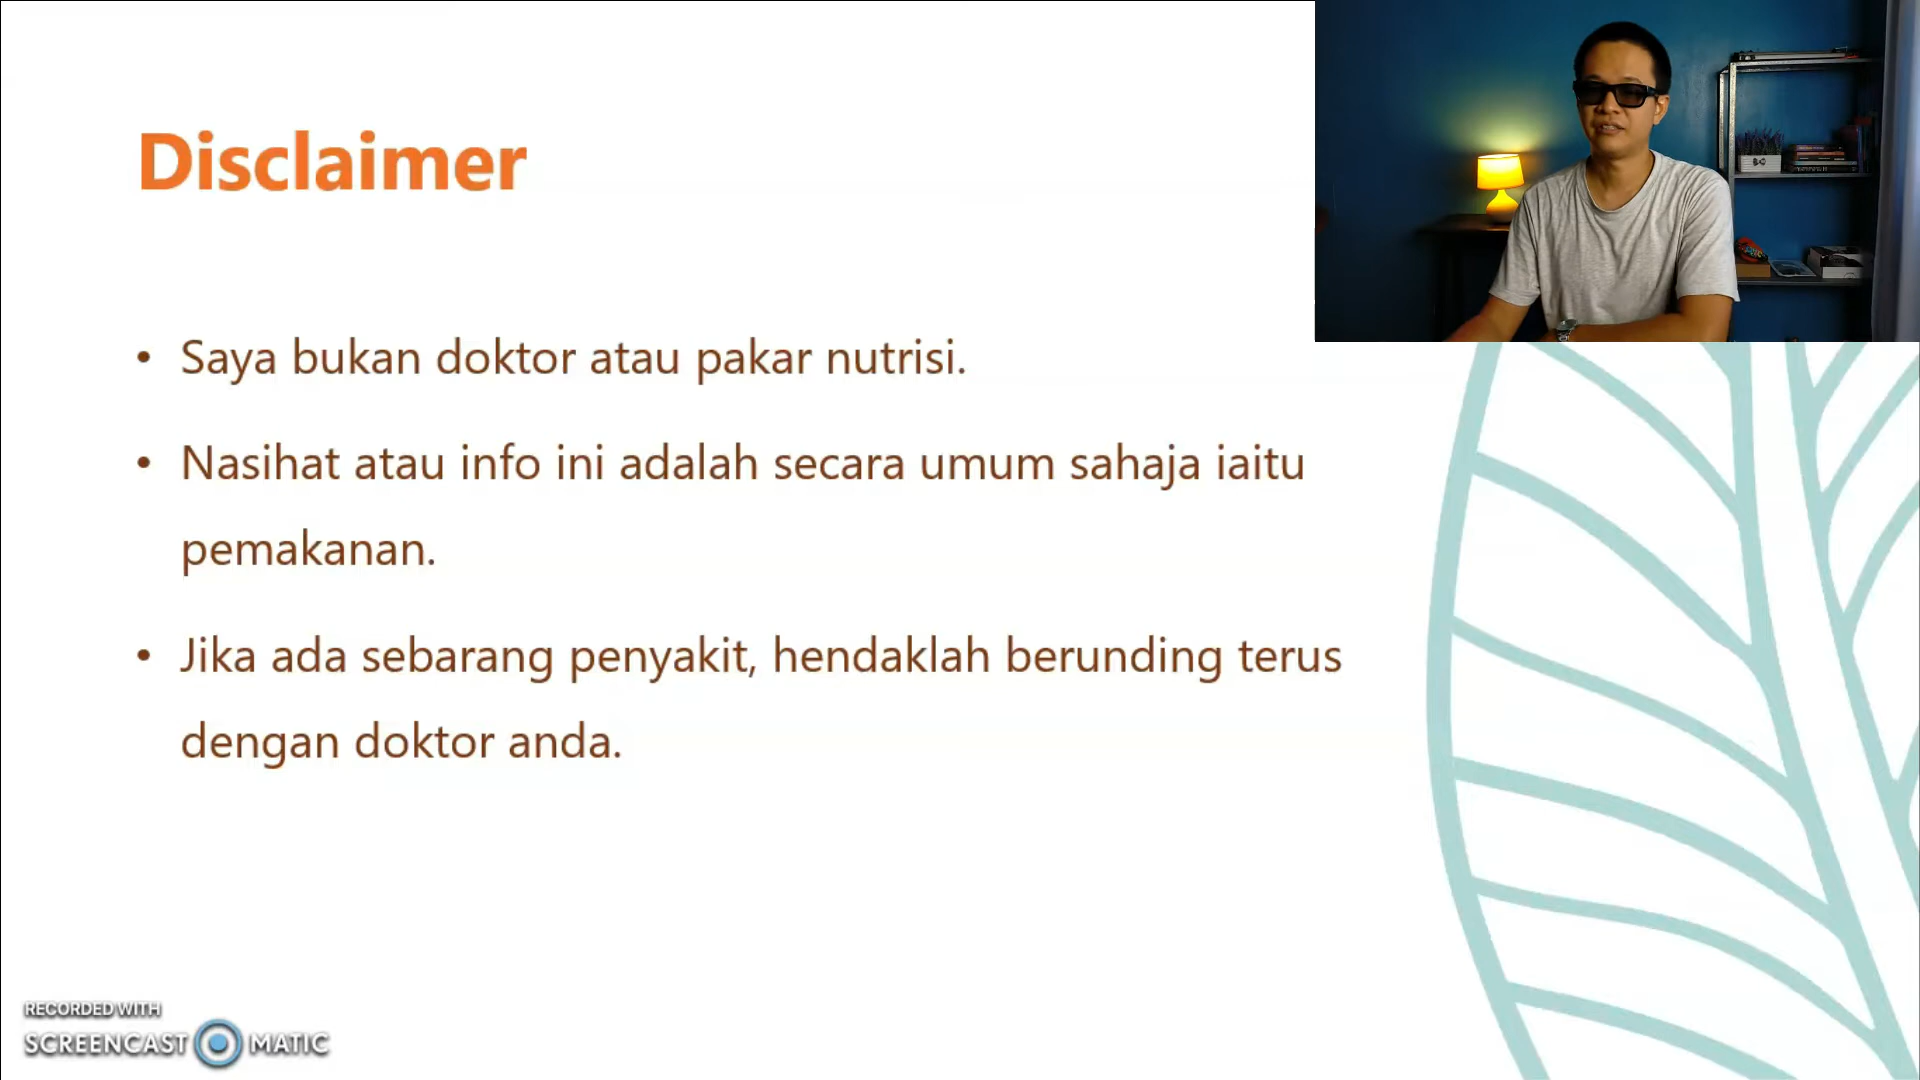 Disclaimer
• Saya bukan doktor atau pakar nutrisi.
• Nasihat atau info ini adalah secara umum sahaja iaitu
pemakanan.
• Jika ada sebarang penyakit, hendaklah berunding terus
dengan doktor anda.
RECORDED WITH
SCREENCAST MATIC